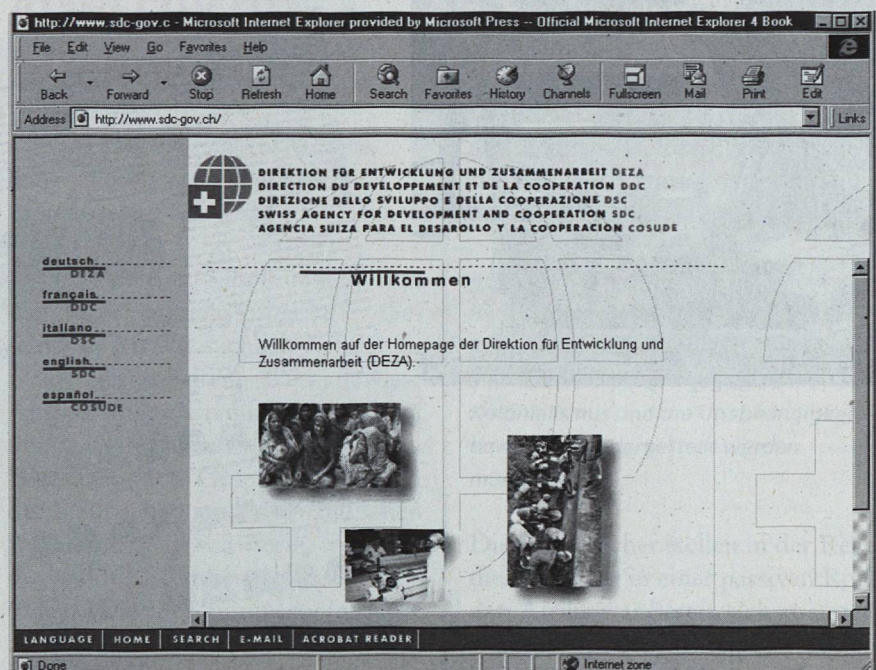 http://www.sdc-gov.c - Microsoft Internet Explorer provided by Microsoft Press -- Official Microsoft Internet Explorer 4 Book
File Edit View Go Favorites Help
Back Forward Stop Refresh Home Search Favorites History Channels Fullscreen Mail Print Edit
Address http://www.sdc-gov.ch/ Links
DIREKTION FÜR ENTWICKLUNG UND ZUSAMMENARBEIT DEZA
DIRECTION DU DEVELOPPEMENT ET DE LA COOPERATION DDC
DIREZIONE DELLO SVILUPPO E DELLA COOPERAZIONE DSC
SWISS AGENCY FOR DEVELOPMENT AND COOPERATION SDC
AGENCIA SUIZA PARA EL DESAROLLO Y LA COOPERACION COSUDE
deutsch
DEZA
français
DDC
italiano
DSC
english
SDC
español
COSUDE
Willkommen
Willkommen auf der Homepage der Direktion für Entwicklung und
Zusammenarbeit (DEZA).
LANGUAGE HOME SEARCH E-MAIL ACROBAT READER
Done Internet zone